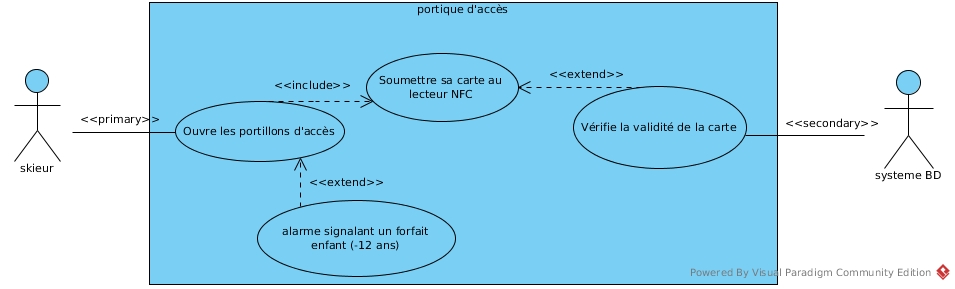 portique d'accès
Soumettre sa carte au
lecteur NFC
<<extend>>
<<include>>
<<primary>>
Ouvre les portillons d'accès
Vérifie la validité de la carte
<<secondary>>
skieur
systeme BD
<<extend>>
alarme signalant un forfait
enfant (-12 ans)
Powered By Visual Paradigm Community Edition